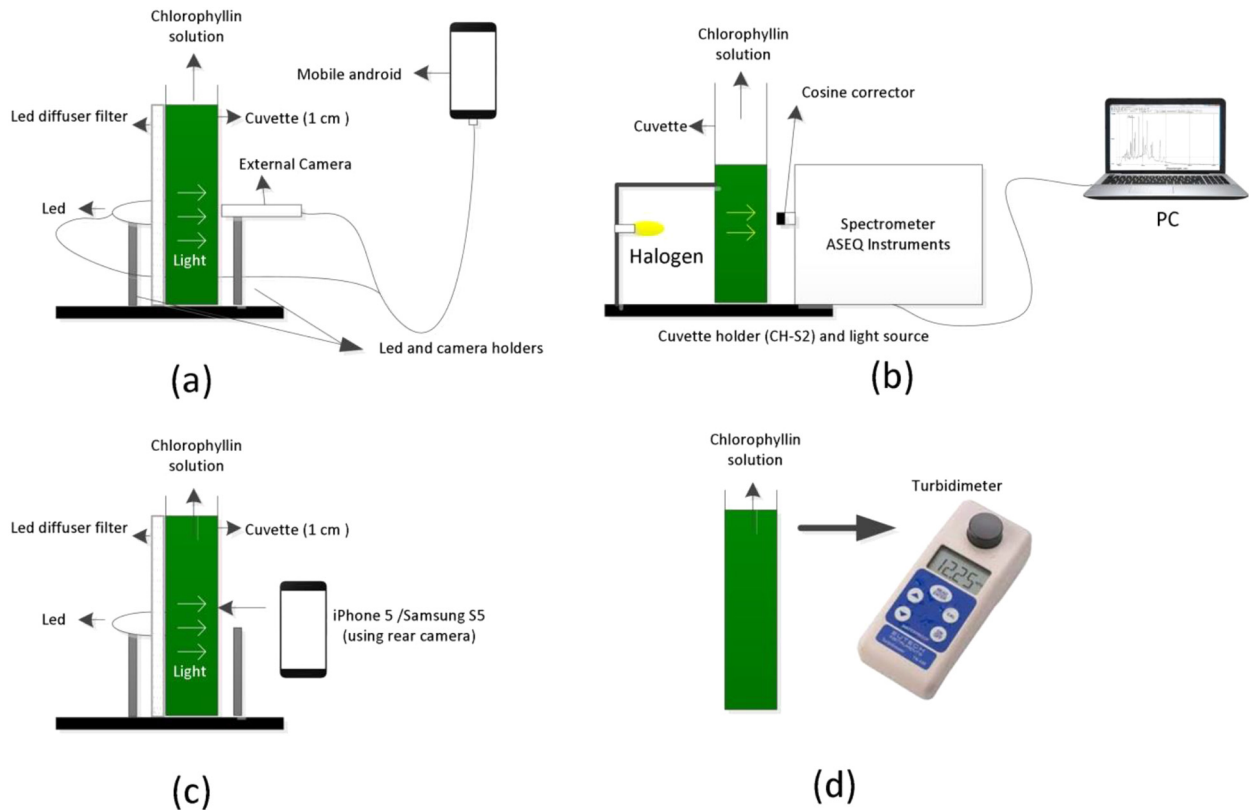 Chlorophyllin
solution
Mobile android
Led diffuser filter
Cuvette (1 cm )
External Camera
Led
Light
Led and camera holders
(a)
Chlorophyllin
solution
Cosine corrector
Cuvette
Halogen
Spectrometer
ASEQ Instruments
PC
Cuvette holder (CH-S2) and light source
(b)
Chlorophyllin
solution
Led diffuser filter
Cuvette (1 cm )
Led
iPhone 5 /Samsung S5
(using rear camera)
Light
(c)
Chlorophyllin
solution
Turbidimeter
1225
EUTECH
(d)